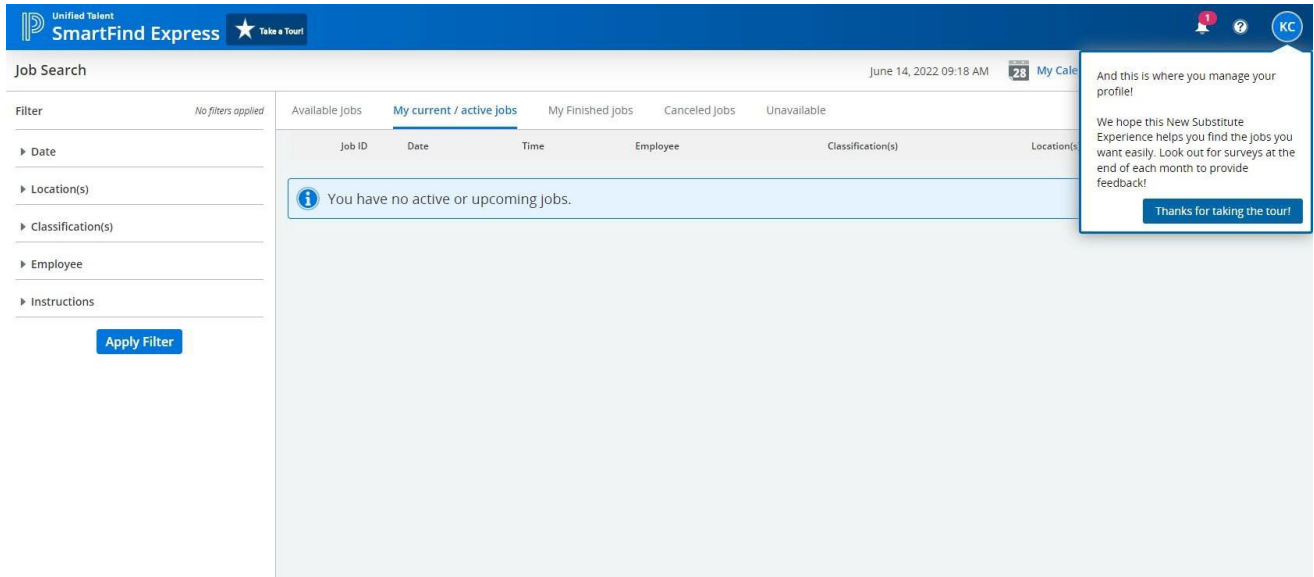 Unified Talent
SmartFind Express
Take a Tour!
1
KC
Job Search
June 14, 2022 09:18 AM
28
My Cale
And this is where you manage your
profile!
We hope this New Substitute
Experience helps you find the jobs you
want easily. Look out for surveys at the
end of each month to provide
feedback!
Thanks for taking the tour!
Filter
No filters applied
Date
Location(s)
Classification(s)
Employee
Instructions
Apply Filter
Available Jobs
My current / active jobs
My Finished jobs
Canceled Jobs
Unavailable
Job ID
Date
Time
Employee
Classification(s)
Location(s
You have no active or upcoming jobs.